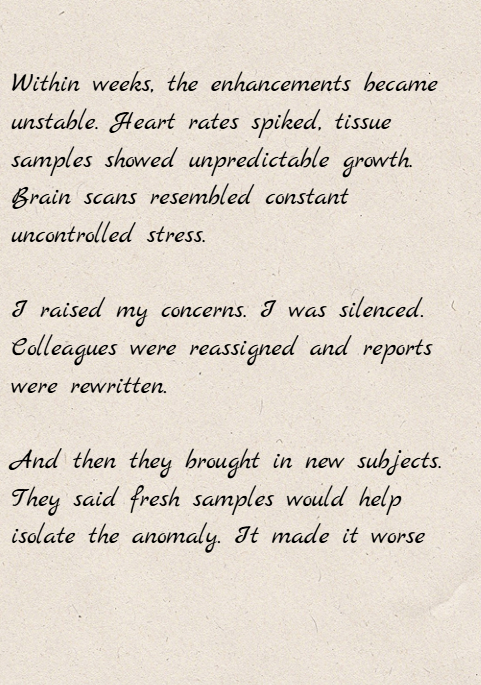 Within weeks, the enhancements became
unstable. Heart rates spiked, tissue
samples showed unpredictable growth.
Brain scans resembled constant
uncontrolled stress.
I raised my concerns. I was silenced.
Colleagues were reassigned and reports
were rewritten.
And then they brought in new subjects.
They said fresh samples would help
isolate the anomaly. It made it worse